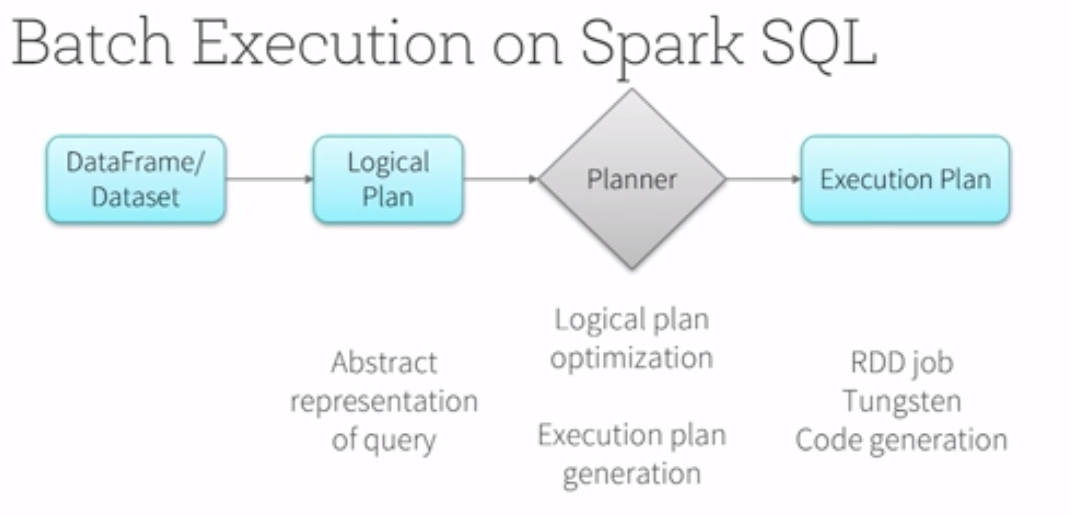 Batch Execution on Spark SQL
DataFrame/
Dataset
Logical
Plan
Planner
Execution Plan
Abstract
representation
of query
Logical plan
optimization
Execution plan
generation
RDD job
Tungsten
Code generation